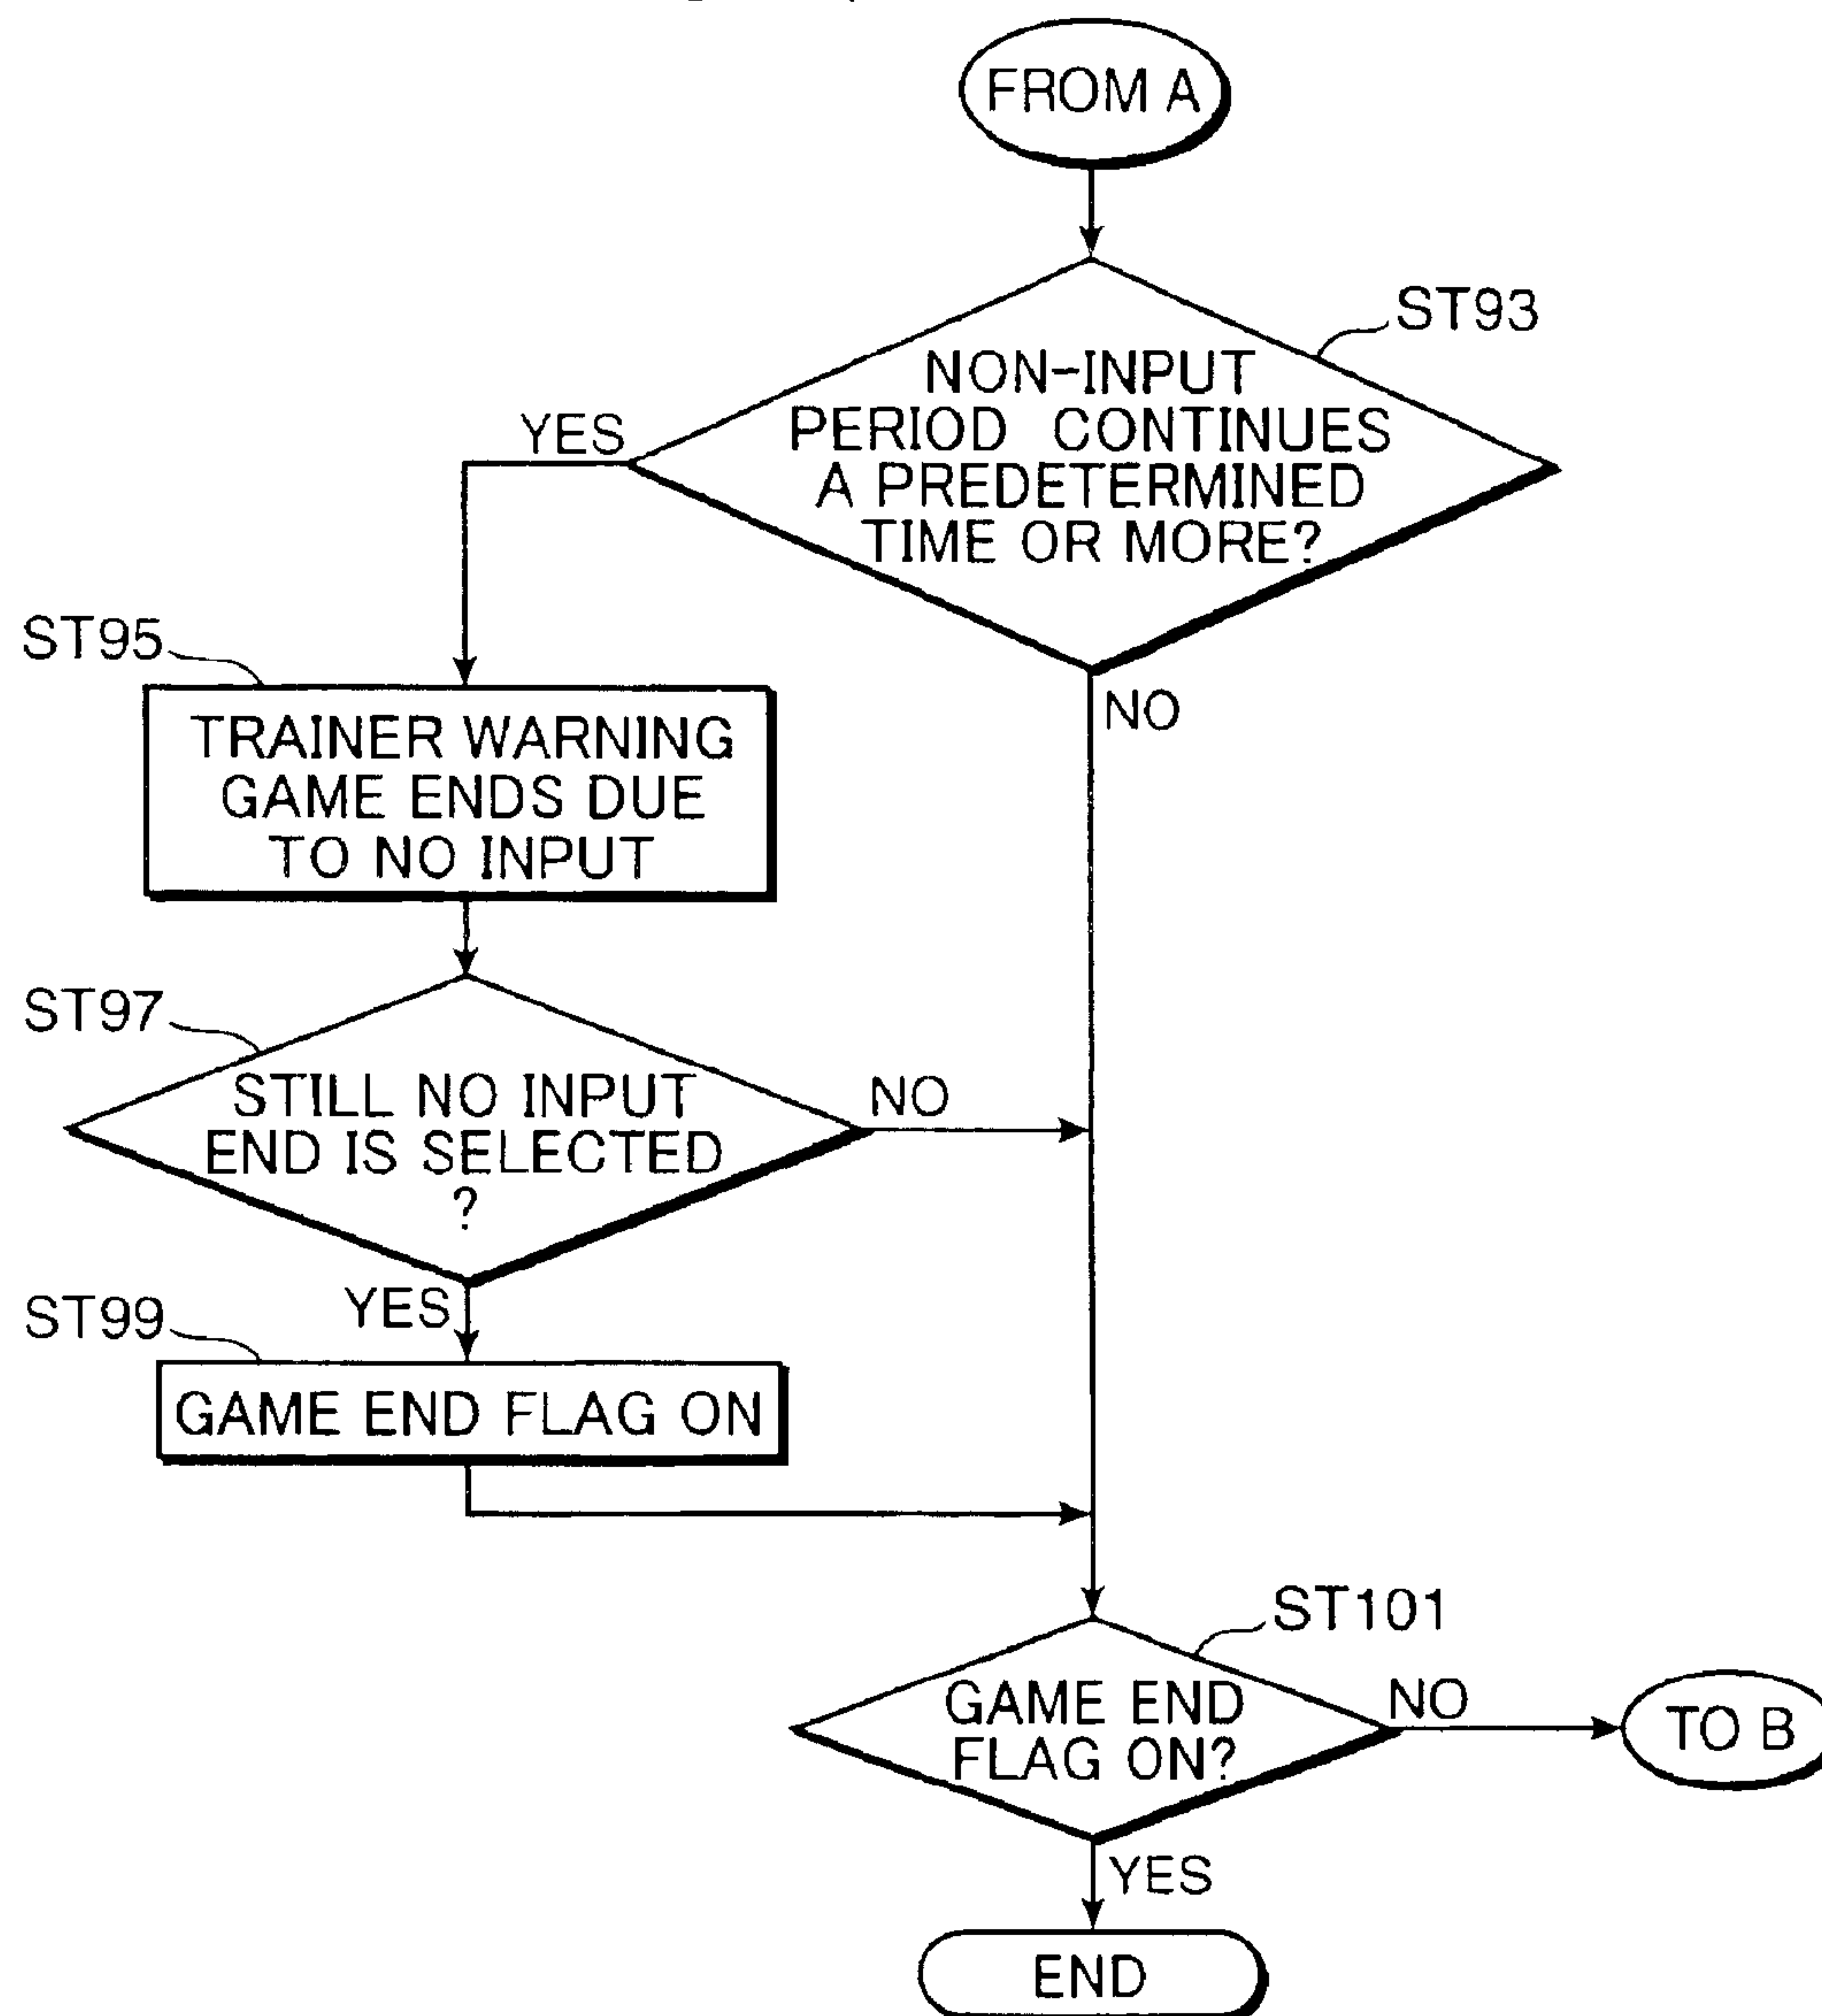 FROM A
ST93
NON-INPUT
PERIOD CONTINUES
A PREDETERMINED
TIME OR MORE?
YES
NO
ST95
TRAINER WARNING
GAME ENDS DUE
TO NO INPUT
ST97
STILL NO INPUT
END IS SELECTED
?
NO
YES
ST99
GAME END FLAG ON
ST101
GAME END
FLAG ON?
NO
TO B
YES
END